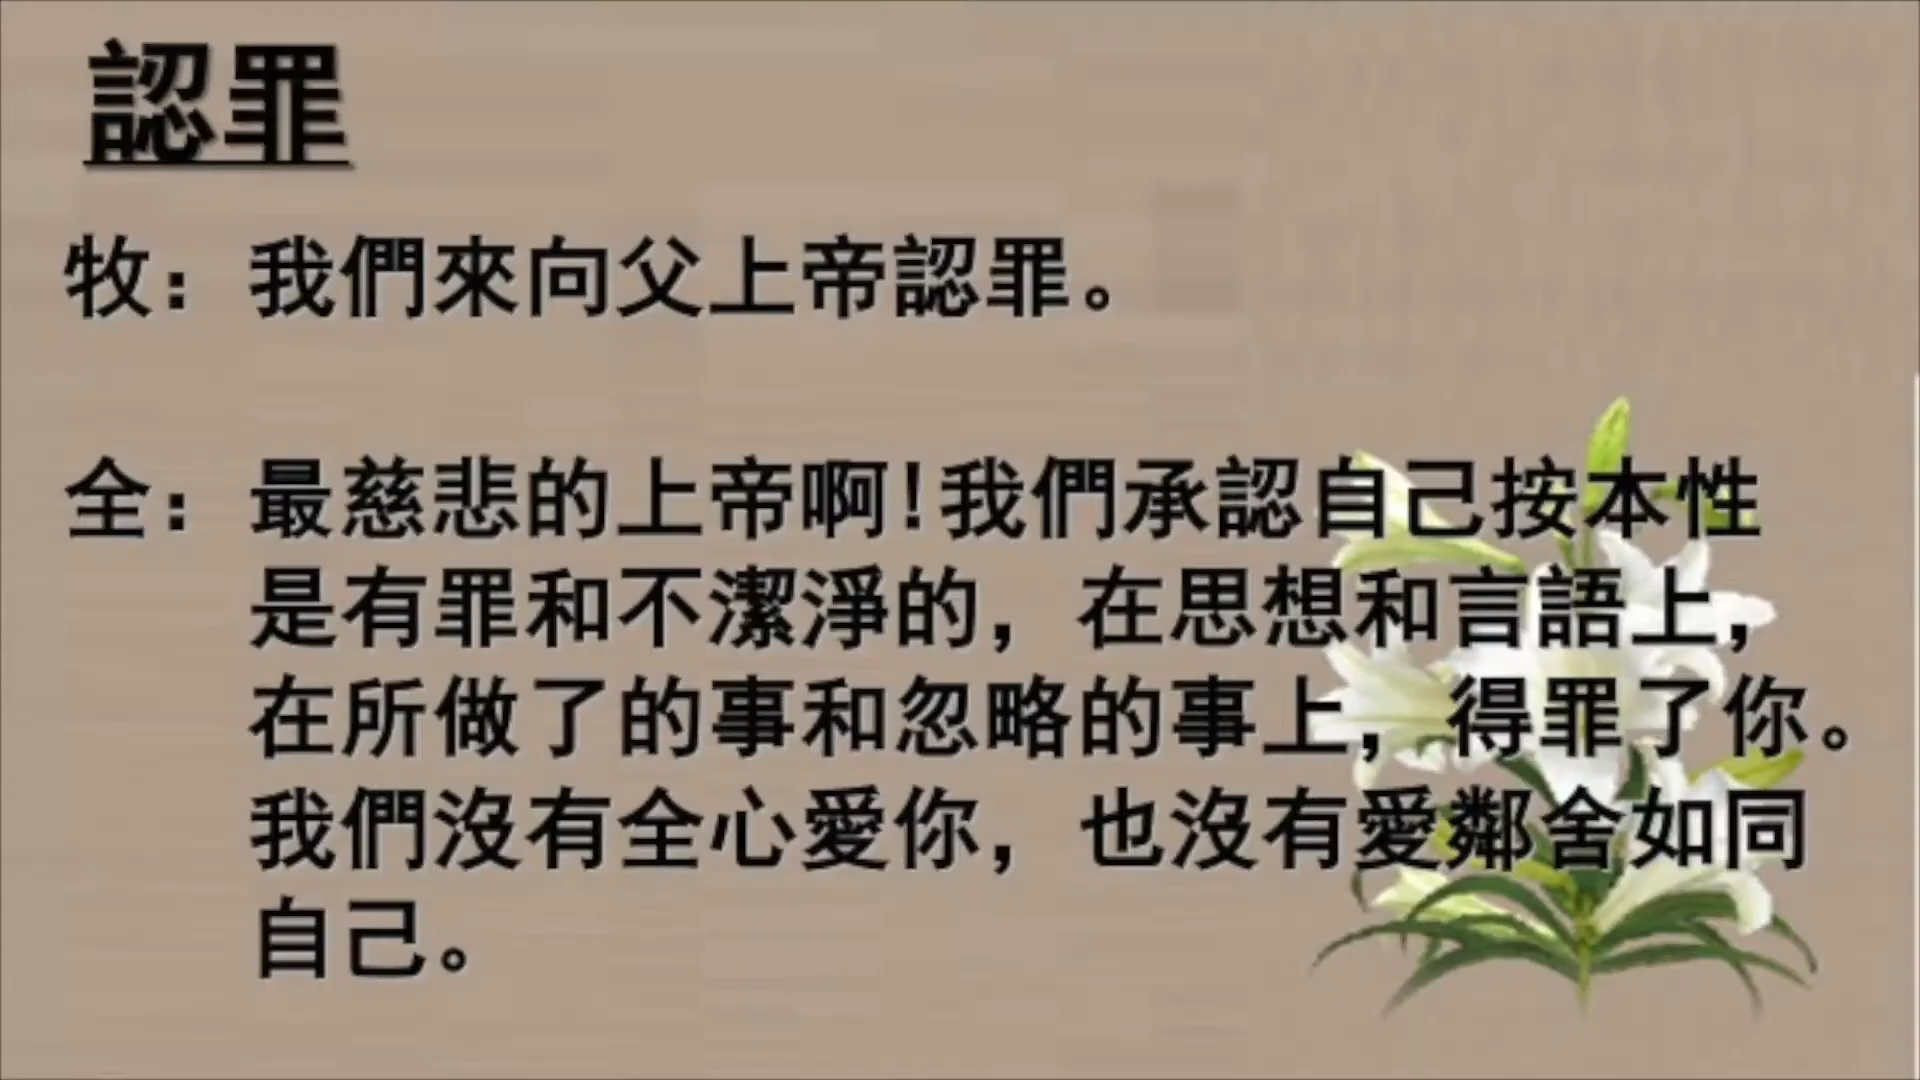 認罪
牧：我們來向父上帝認罪。
全：最慈悲的上帝啊!我們承認自己按本性
是有罪和不潔淨的，在思想和言語上，
在所做了的事和忽略的事上，得罪了你。
我們沒有全心愛你，也沒有愛鄰舍如同
自己。